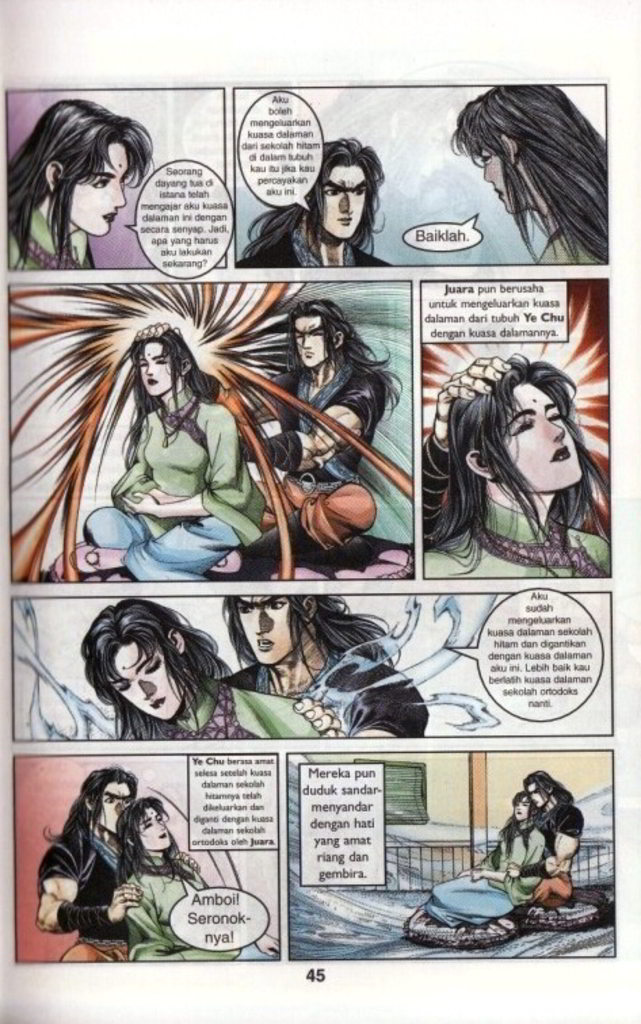 Seorang
dayang tua di
istana telah
mengajar aku kuasa
dalaman ini dengan
secara senyap. Jadi,
apa yang harus
aku lakukan
sekarang?
Aku
boleh
mengeluarkan
kuasa dalaman
dari sekolah hitam
di dalam tubuh
kau itu jika kau
percayakan
aku ini.
Baiklah.
Juara pun berusaha
untuk mengeluarkan kuasa
dalaman dari tubuh Ye Chu
dengan kuasa dalamannya.
Aku
sudah
mengeluarkan
kuasa dalaman sekolah
hitam dan digantikan
dengan kuasa dalaman
aku ini. Lebih baik kau
berlatih kuasa dalaman
sekolah ortodoks
nanti.
Ye Chu berasa amat
selesa setelah kuasa
dalaman sekolah
hitamnya telah
dikeluarkan dan
diganti dengan kuasa
dalaman sekolah
ortodoks oleh Juara.
Amboi!
Seronok-
nya!
Mereka pun
duduk sandar-
menyandar
dengan hati
yang amat
riang dan
gembira.
45